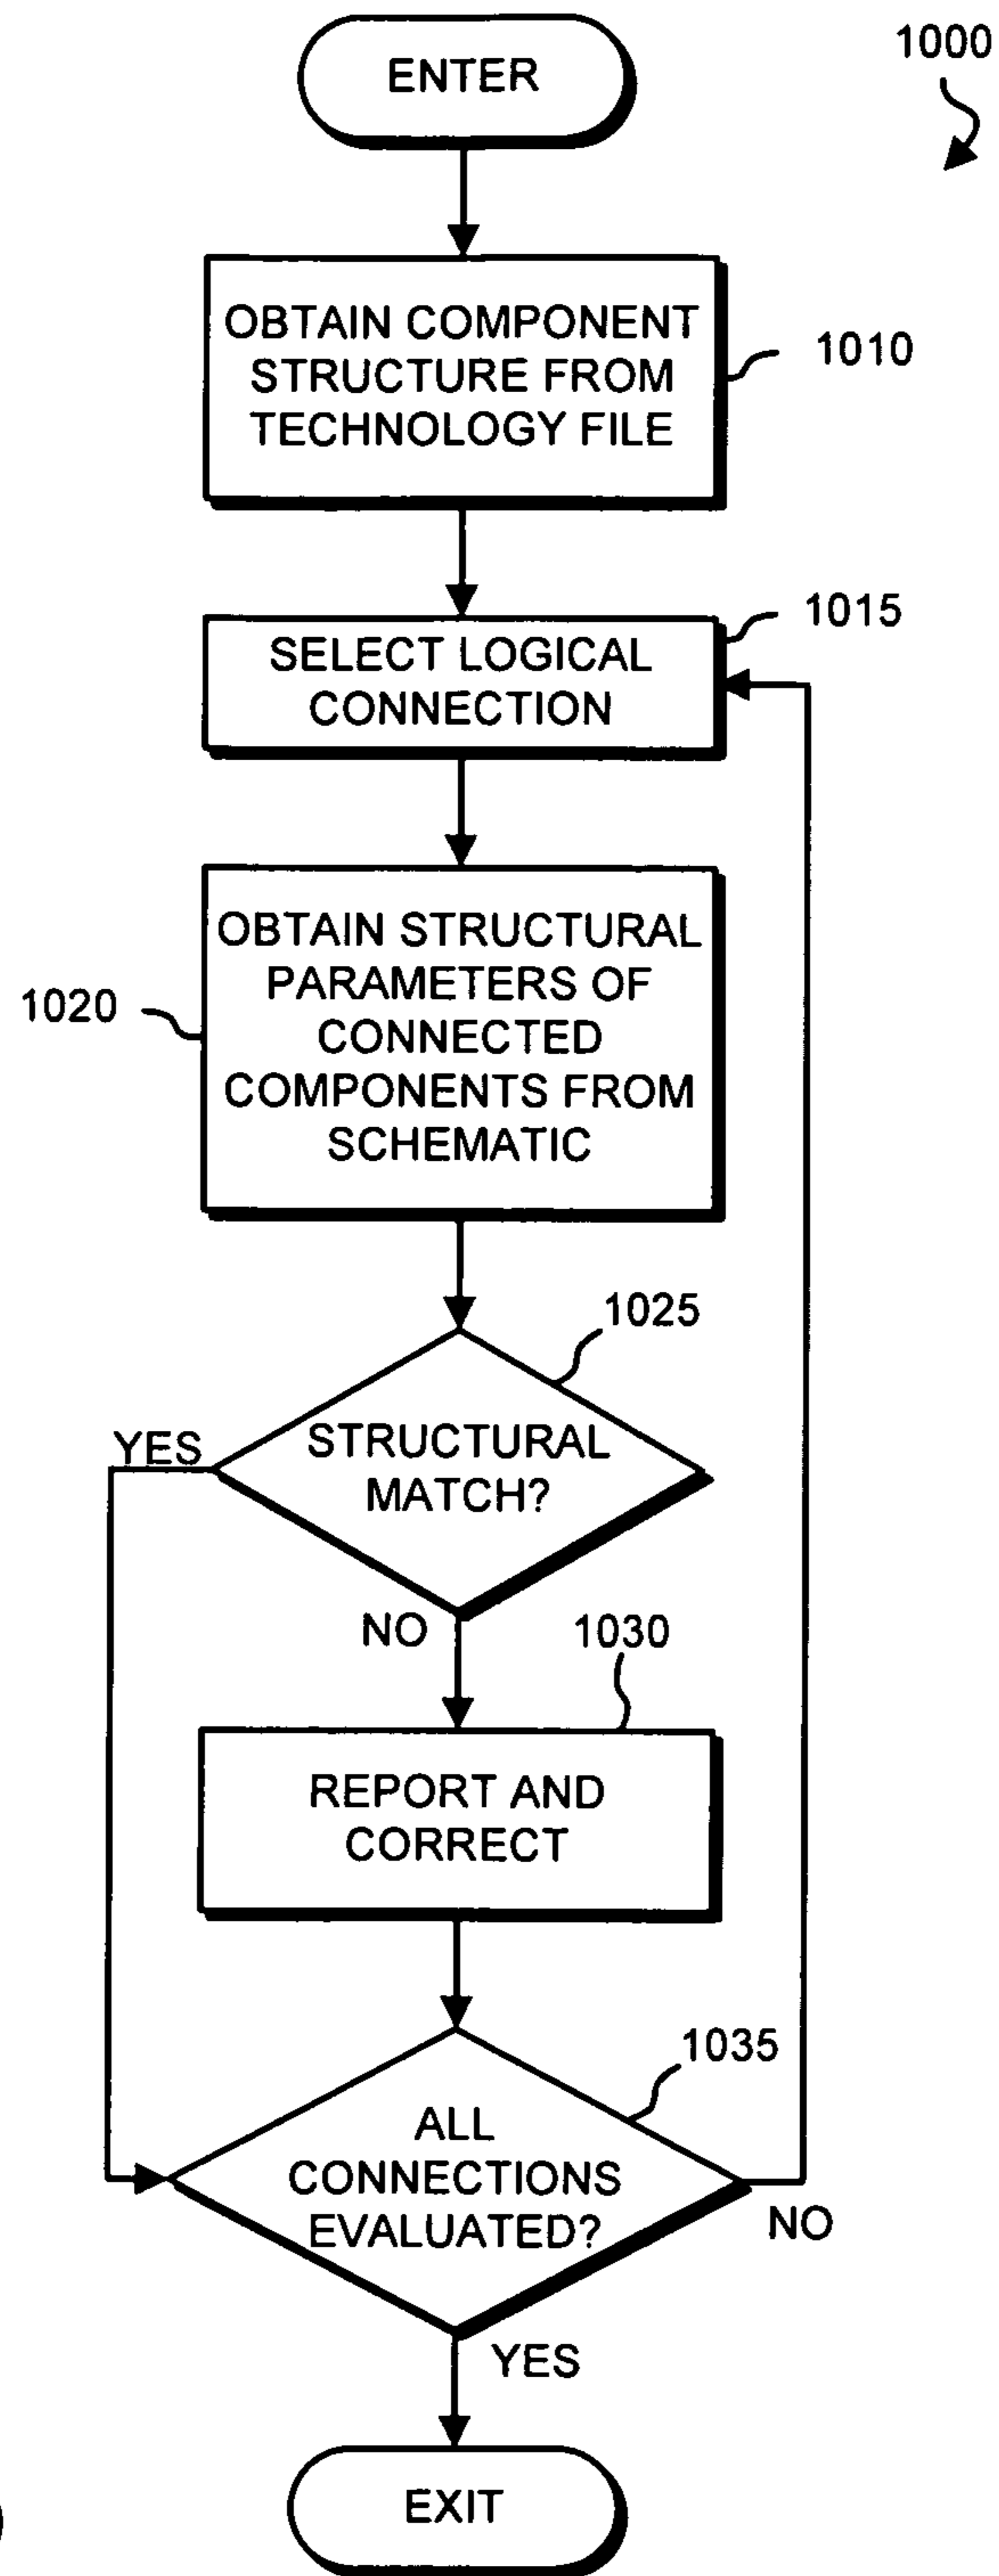 1000
ENTER
OBTAIN COMPONENT
STRUCTURE FROM
TECHNOLOGY FILE
1010
1015
SELECT LOGICAL
CONNECTION
OBTAIN STRUCTURAL
PARAMETERS OF
CONNECTED
COMPONENTS FROM
SCHEMATIC
1020
1025
YES
STRUCTURAL
MATCH?
NO
1030
REPORT AND
CORRECT
1035
ALL
CONNECTIONS
EVALUATED?
NO
YES
EXIT